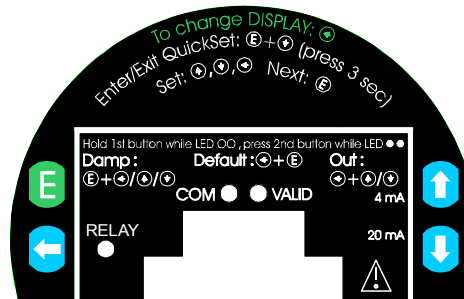 To change DISPLAY: ←
Enter/Exit QuickSet: E+↓ (press 3 sec)
Set: ↑,↓,← Next: E
Hold 1st button while LED OO, press 2nd button while LED ●●
Damp: Default: ←+E Out:
E+←/↑/↓ ←+↑/↓
COM VALID
4 mA
E
RELAY
20 mA